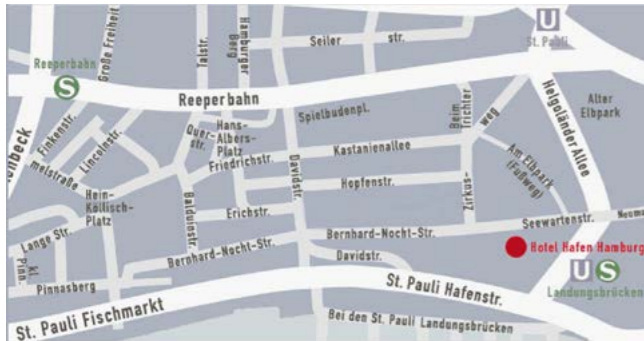 Seiler str.
U
St. Pauli
Große Freiheit
Talstr.
Hamburger
Berg
Reeperbahn
S
Reeperbahn
Spielbudenpl.
Beim
Trichter
Helgoländer Allee
Alter
Elbpark
Finkenstr.
Lincolnstr.
Quer-
str.
Hans-
Albers-
Platz
Friedrichstr.
Davidstr.
Kastanienallee
Zirkus-
weg
Am Elbpark
(Fußweg)
Hein-
Köllisch-
Platz
Balduinstr.
Hopfenstr.
Erichstr.
Seewartenstr.
Lange Str.
Bernhard-Nocht-Str.
Bernhard-Nocht-Str.
Hotel Hafen Hamburg
kl.
Pinn.
Pinnasberg
Davidstr.
U S
Landungsbrücken
St. Pauli Hafenstr.
St. Pauli Fischmarkt
Bei den St. Pauli Landungsbrücken